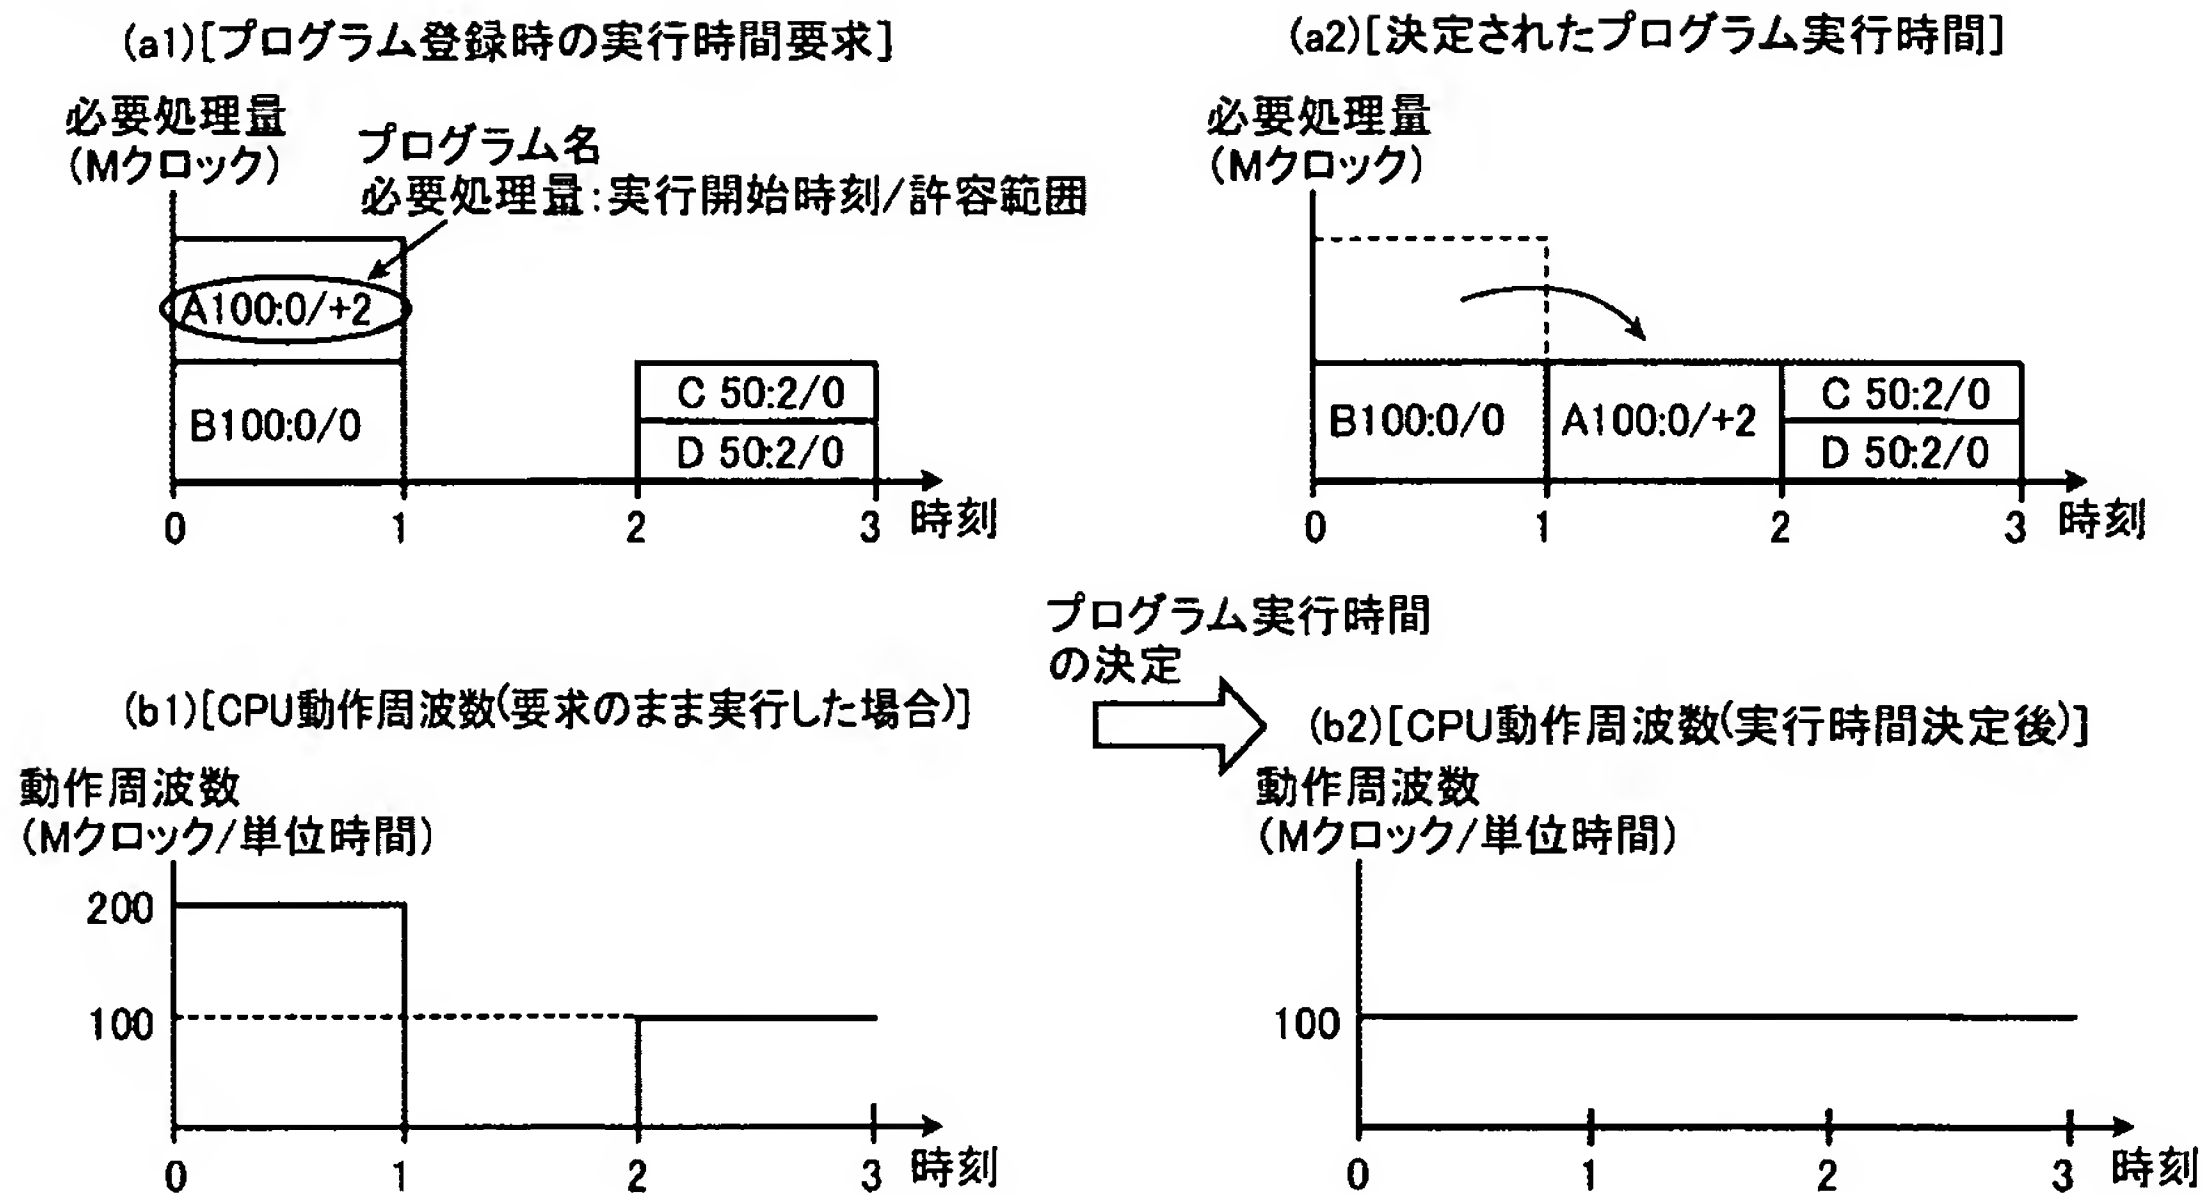 (a1)[プログラム登録時の実行時間要求]
必要処理量
(Mクロック)
プログラム名
必要処理量:実行開始時刻/許容範囲
A100:0/+2
B100:0/0
C 50:2/0
D 50:2/0
0 1 2 3 時刻
(a2)[決定されたプログラム実行時間]
必要処理量
(Mクロック)
B100:0/0
A100:0/+2
C 50:2/0
D 50:2/0
0 1 2 3 時刻
プログラム実行時間
の決定
(b1)[CPU動作周波数(要求のまま実行した場合)]
動作周波数
(Mクロック/単位時間)
200
100
0 1 2 3 時刻
(b2)[CPU動作周波数(実行時間決定後)]
動作周波数
(Mクロック/単位時間)
100
0 1 2 3 時刻